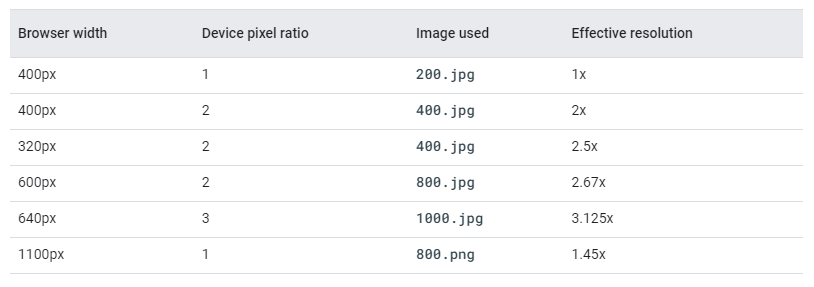 Browser width Device pixel ratio Image used Effective resolution
400px 1 200.jpg 1x
400px 2 400.jpg 2x
320px 2 400.jpg 2.5x
600px 2 800.jpg 2.67x
640px 3 1000.jpg 3.125x
1100px 1 800.png 1.45x